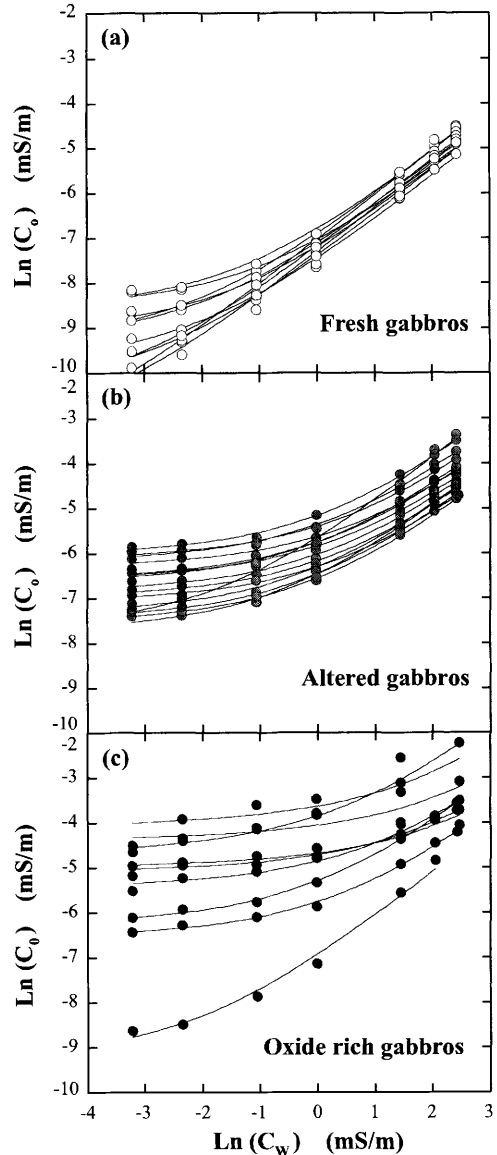 -2
(a)
-3
-4
-5
-6
-7
-8
-9
-10
Ln (Co) (mS/m)
Fresh gabbros
-2
(b)
-3
-4
-5
-6
-7
-8
-9
-10
Ln (Co) (mS/m)
Altered gabbros
-2
(c)
-3
-4
-5
-6
-7
-8
-9
-10
Ln (C0) (mS/m)
Oxide rich gabbros
-4 -3 -2 -1 0 1 2 3
Ln (CW) (mS/m)